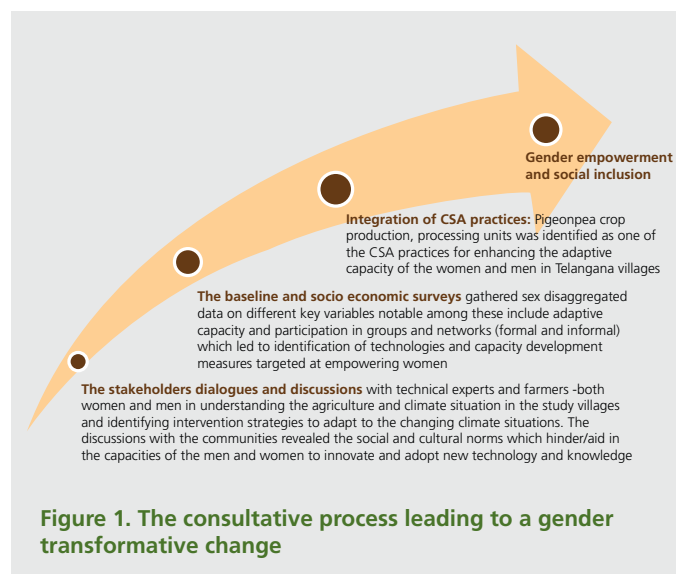 Gender empowerment
and social inclusion
Integration of CSA practices: Pigeonpea crop
production, processing units was identified as one of
the CSA practices for enhancing the adaptive
capacity of the women and men in Telangana villages
The baseline and socio economic surveys gathered sex disaggregated
data on different key variables notable among these include adaptive
capacity and participation in groups and networks (formal and informal)
which led to identification of technologies and capacity development
measures targeted at empowering women
The stakeholders dialogues and discussions with technical experts and farmers -both
women and men in understanding the agriculture and climate situation in the study villages
and identifying intervention strategies to adapt to the changing climate situations. The
discussions with the communities revealed the social and cultural norms which hinder/aid in
the capacities of the men and women to innovate and adopt new technology and knowledge
Figure 1. The consultative process leading to a gender
transformative change